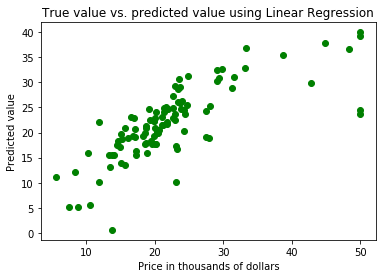 True value vs. predicted value using Linear Regression
40
35
30
25
20
15
10
5
0
Predicted value
10 20 30 40 50
Price in thousands of dollars